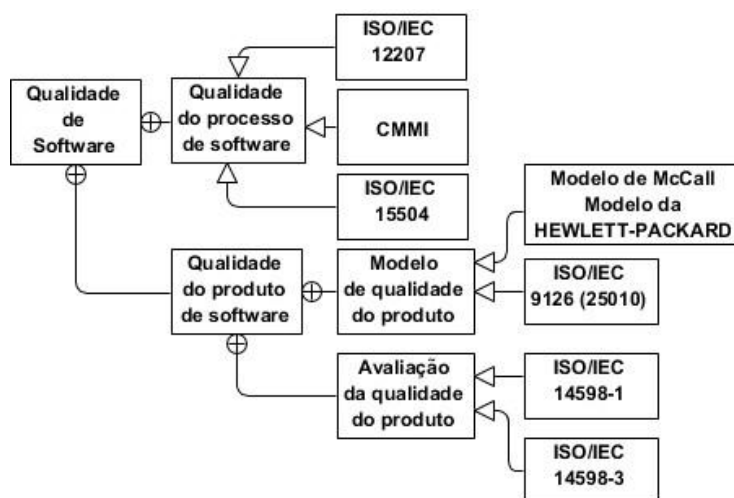 ISO/IEC
12207
Qualidade
de
Software
Qualidade
do processo
de software
CMMI
ISO/IEC
15504
Modelo de McCall
Modelo da
HEWLETT-PACKARD
Qualidade
do produto
de software
Modelo
de qualidade
do produto
ISO/IEC
9126 (25010)
Avaliação
da qualidade
do produto
ISO/IEC
14598-1
ISO/IEC
14598-3